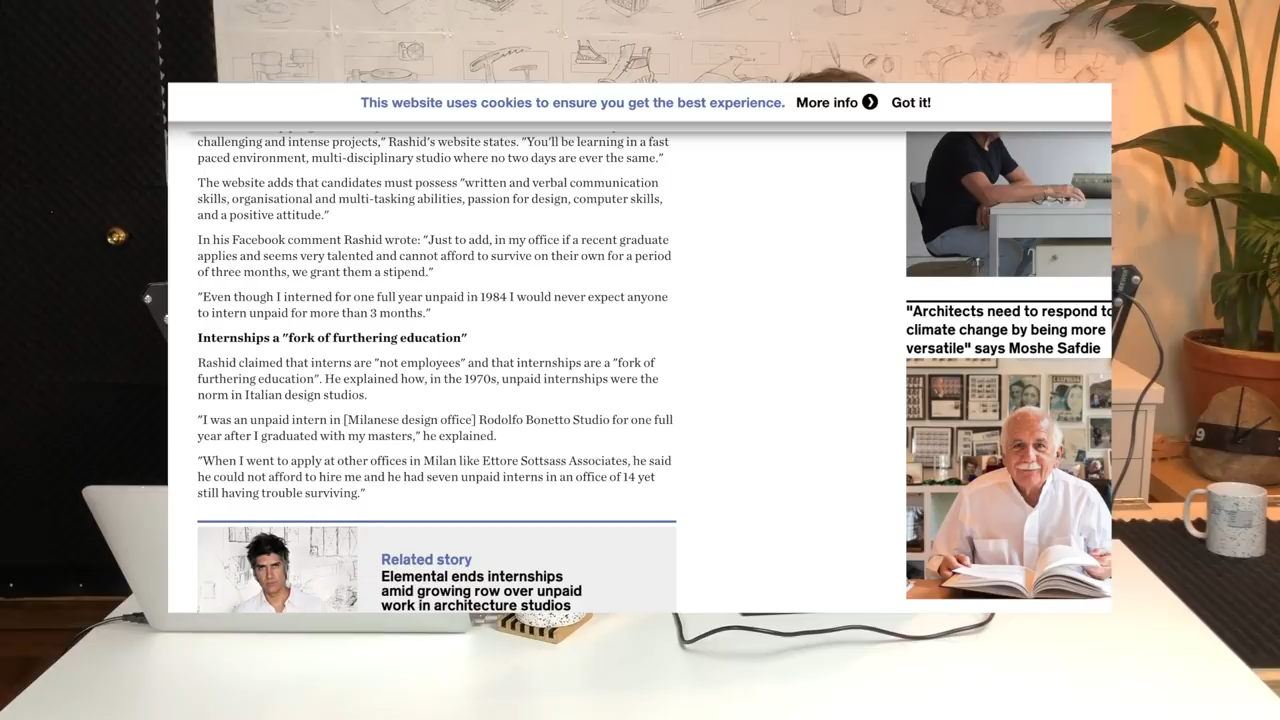 This website uses cookies to ensure you get the best experience. More info Got it!
challenging and intense projects," Rashid's website states. "You'll be learning in a fast
paced environment, multi-disciplinary studio where no two days are ever the same."
The website adds that candidates must possess "written and verbal communication
skills, organisational and multi-tasking abilities, passion for design, computer skills,
and a positive attitude."
In his Facebook comment Rashid wrote: "Just to add, in my office if a recent graduate
applies and seems very talented and cannot afford to survive on their own for a period
of three months, we grant them a stipend."
"Even though I interned for one full year unpaid in 1984 I would never expect anyone
to intern unpaid for more than 3 months."
Internships a "fork of furthering education"
Rashid claimed that interns are "not employees" and that internships are a "fork of
furthering education". He explained how, in the 1970s, unpaid internships were the
norm in Italian design studios.
"I was an unpaid intern in [Milanese design office] Rodolfo Bonetto Studio for one full
year after I graduated with my masters," he explained.
"When I went to apply at other offices in Milan like Ettore Sottsass Associates, he said
he could not afford to hire me and he had seven unpaid interns in an office of 14 yet
still having trouble surviving."
Related story
Elemental ends internships
amid growing row over unpaid
work in architecture studios
"Architects need to respond to
climate change by being more
versatile" says Moshe Safdie
9